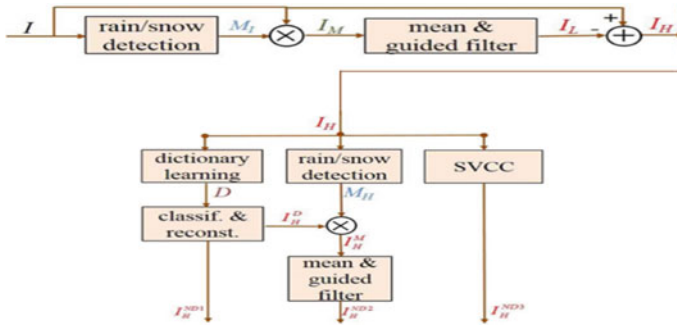 I rain/snow detection M_I × I_M mean & guided filter I_L - + + I_H
I_H
dictionary learning
rain/snow detection
SVCC
D
M_H
classif. & reconst.
I_H^D
×
I_H^M
mean & guided filter
I_H^ND1
I_H^ND2
I_H^ND3